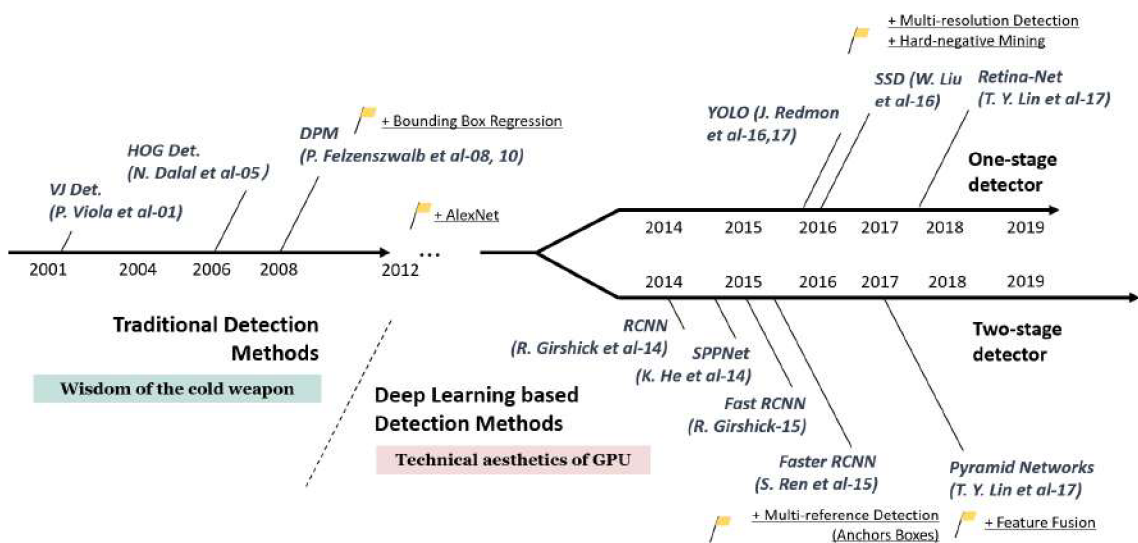 + Multi-resolution Detection
+ Hard-negative Mining
SSD (W. Liu
et al-16)
Retina-Net
(T. Y. Lin et al-17)
YOLO (J. Redmon
et al-16,17)
+ Bounding Box Regression
DPM
(P. Felzenszwalb et al-08, 10)
HOG Det.
(N. Dalal et al-05)
VJ Det.
(P. Viola et al-01)
One-stage
detector
+ AlexNet
2014 2015 2016 2017 2018 2019
2001 2004 2006 2008 2012 ...
2014 2015 2016 2017 2018 2019
Traditional Detection
Methods
Wisdom of the cold weapon
RCNN
(R. Girshick et al-14)
SPPNet
(K. He et al-14)
Two-stage
detector
Deep Learning based
Detection Methods
Technical aesthetics of GPU
Fast RCNN
(R. Girshick-15)
Faster RCNN
(S. Ren et al-15)
Pyramid Networks
(T. Y. Lin et al-17)
+ Multi-reference Detection
(Anchors Boxes)
+ Feature Fusion